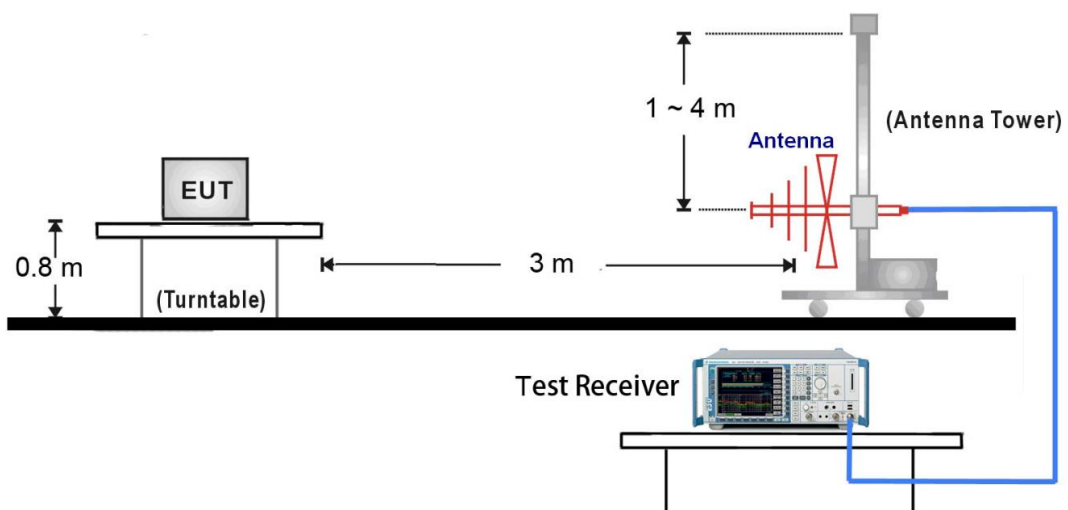 1 ~ 4 m
(Antenna Tower)
Antenna
EUT
0.8 m
3 m
(Turntable)
Test Receiver